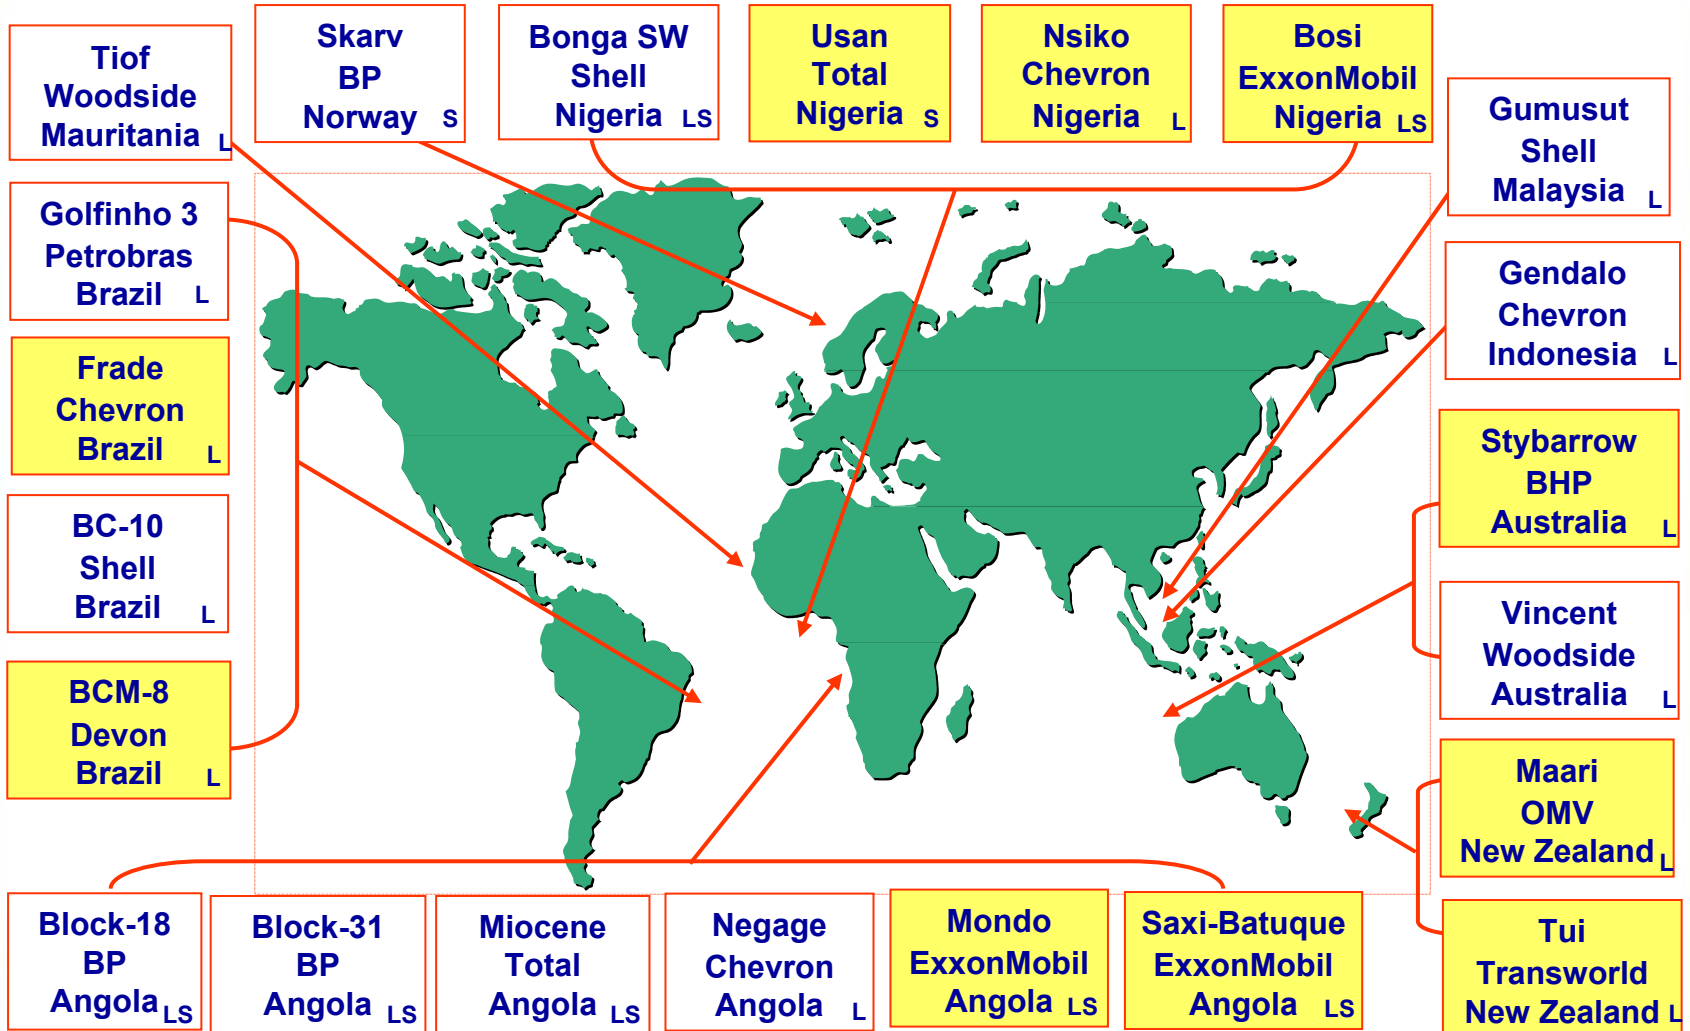 Tiof
Woodside
Mauritania L
Skarv
BP
Norway S
Bonga SW
Shell
Nigeria LS
Usan
Total
Nigeria S
Nsiko
Chevron
Nigeria L
Bosi
ExxonMobil
Nigeria LS
Gumusut
Shell
Malaysia L
Golfinho 3
Petrobras
Brazil L
Gendalo
Chevron
Indonesia L
Frade
Chevron
Brazil L
Stybarrow
BHP
Australia L
BC-10
Shell
Brazil L
Vincent
Woodside
Australia L
BCM-8
Devon
Brazil L
Maari
OMV
New Zealand L
Block-18
BP
Angola LS
Block-31
BP
Angola LS
Miocene
Total
Angola LS
Negage
Chevron
Angola L
Mondo
ExxonMobil
Angola LS
Saxi-Batuque
ExxonMobil
Angola LS
Tui
Transworld
New Zealand L